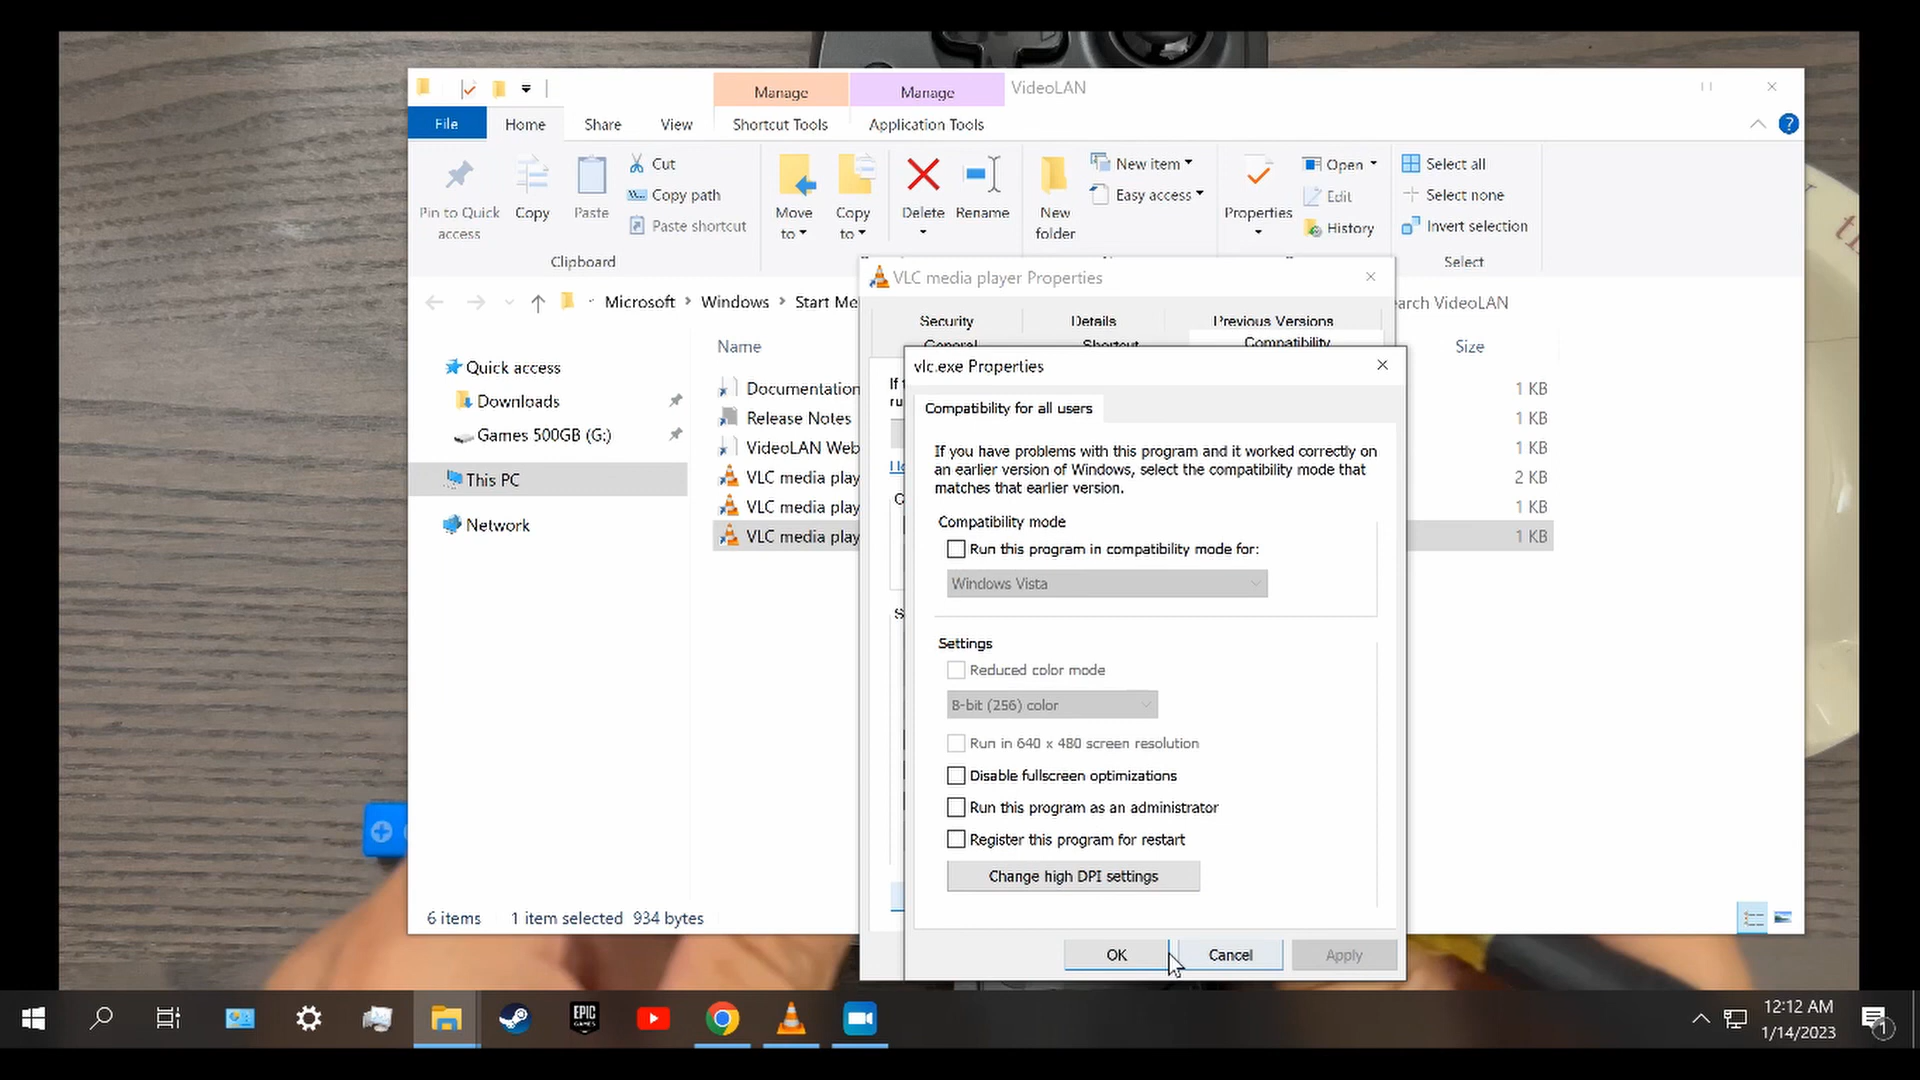 Manage
Manage
VideoLAN
File
Home
Share
View
Shortcut Tools
Application Tools
Pin to Quick access
Copy
Paste
Cut
Copy path
Paste shortcut
Clipboard
Move to
Copy to
Delete
Rename
New folder
New item
Easy access
Properties
Open
Edit
History
Select all
Select none
Invert selection
Select
Microsoft
Windows
Start Me
arch VideoLAN
Quick access
Downloads
Games 500GB (G:)
This PC
Network
Name
Size
Documentation
1 KB
Release Notes
1 KB
VideoLAN Web
1 KB
VLC media play
2 KB
VLC media play
1 KB
VLC media play
1 KB
6 items
1 item selected
934 bytes
VLC media player Properties
Security
Details
Previous Versions
General
Shortcut
Compatibility
vlc.exe Properties
Compatibility for all users
If you have problems with this program and it worked correctly on
an earlier version of Windows, select the compatibility mode that
matches that earlier version.
Compatibility mode
Run this program in compatibility mode for:
Windows Vista
Settings
Reduced color mode
8-bit (256) color
Run in 640 x 480 screen resolution
Disable fullscreen optimizations
Run this program as an administrator
Register this program for restart
Change high DPI settings
OK
Cancel
Apply
EPIC
GAMES
12:12 AM
1/14/2023
1